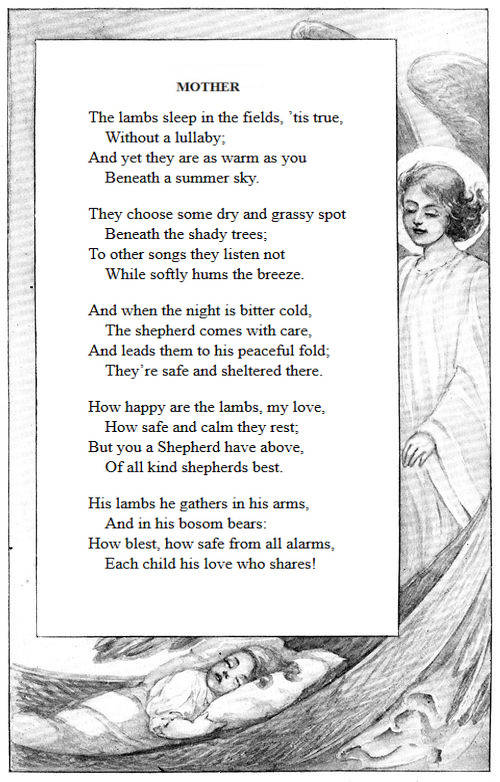 MOTHER
The lambs sleep in the fields, ’tis true,
Without a lullaby;
And yet they are as warm as you
Beneath a summer sky.
They choose some dry and grassy spot
Beneath the shady trees;
To other songs they listen not
While softly hums the breeze.
And when the night is bitter cold,
The shepherd comes with care,
And leads them to his peaceful fold;
They’re safe and sheltered there.
How happy are the lambs, my love,
How safe and calm they rest;
But you a Shepherd have above,
Of all kind shepherds best.
His lambs he gathers in his arms,
And in his bosom bears:
How blest, how safe from all alarms,
Each child his love who shares!